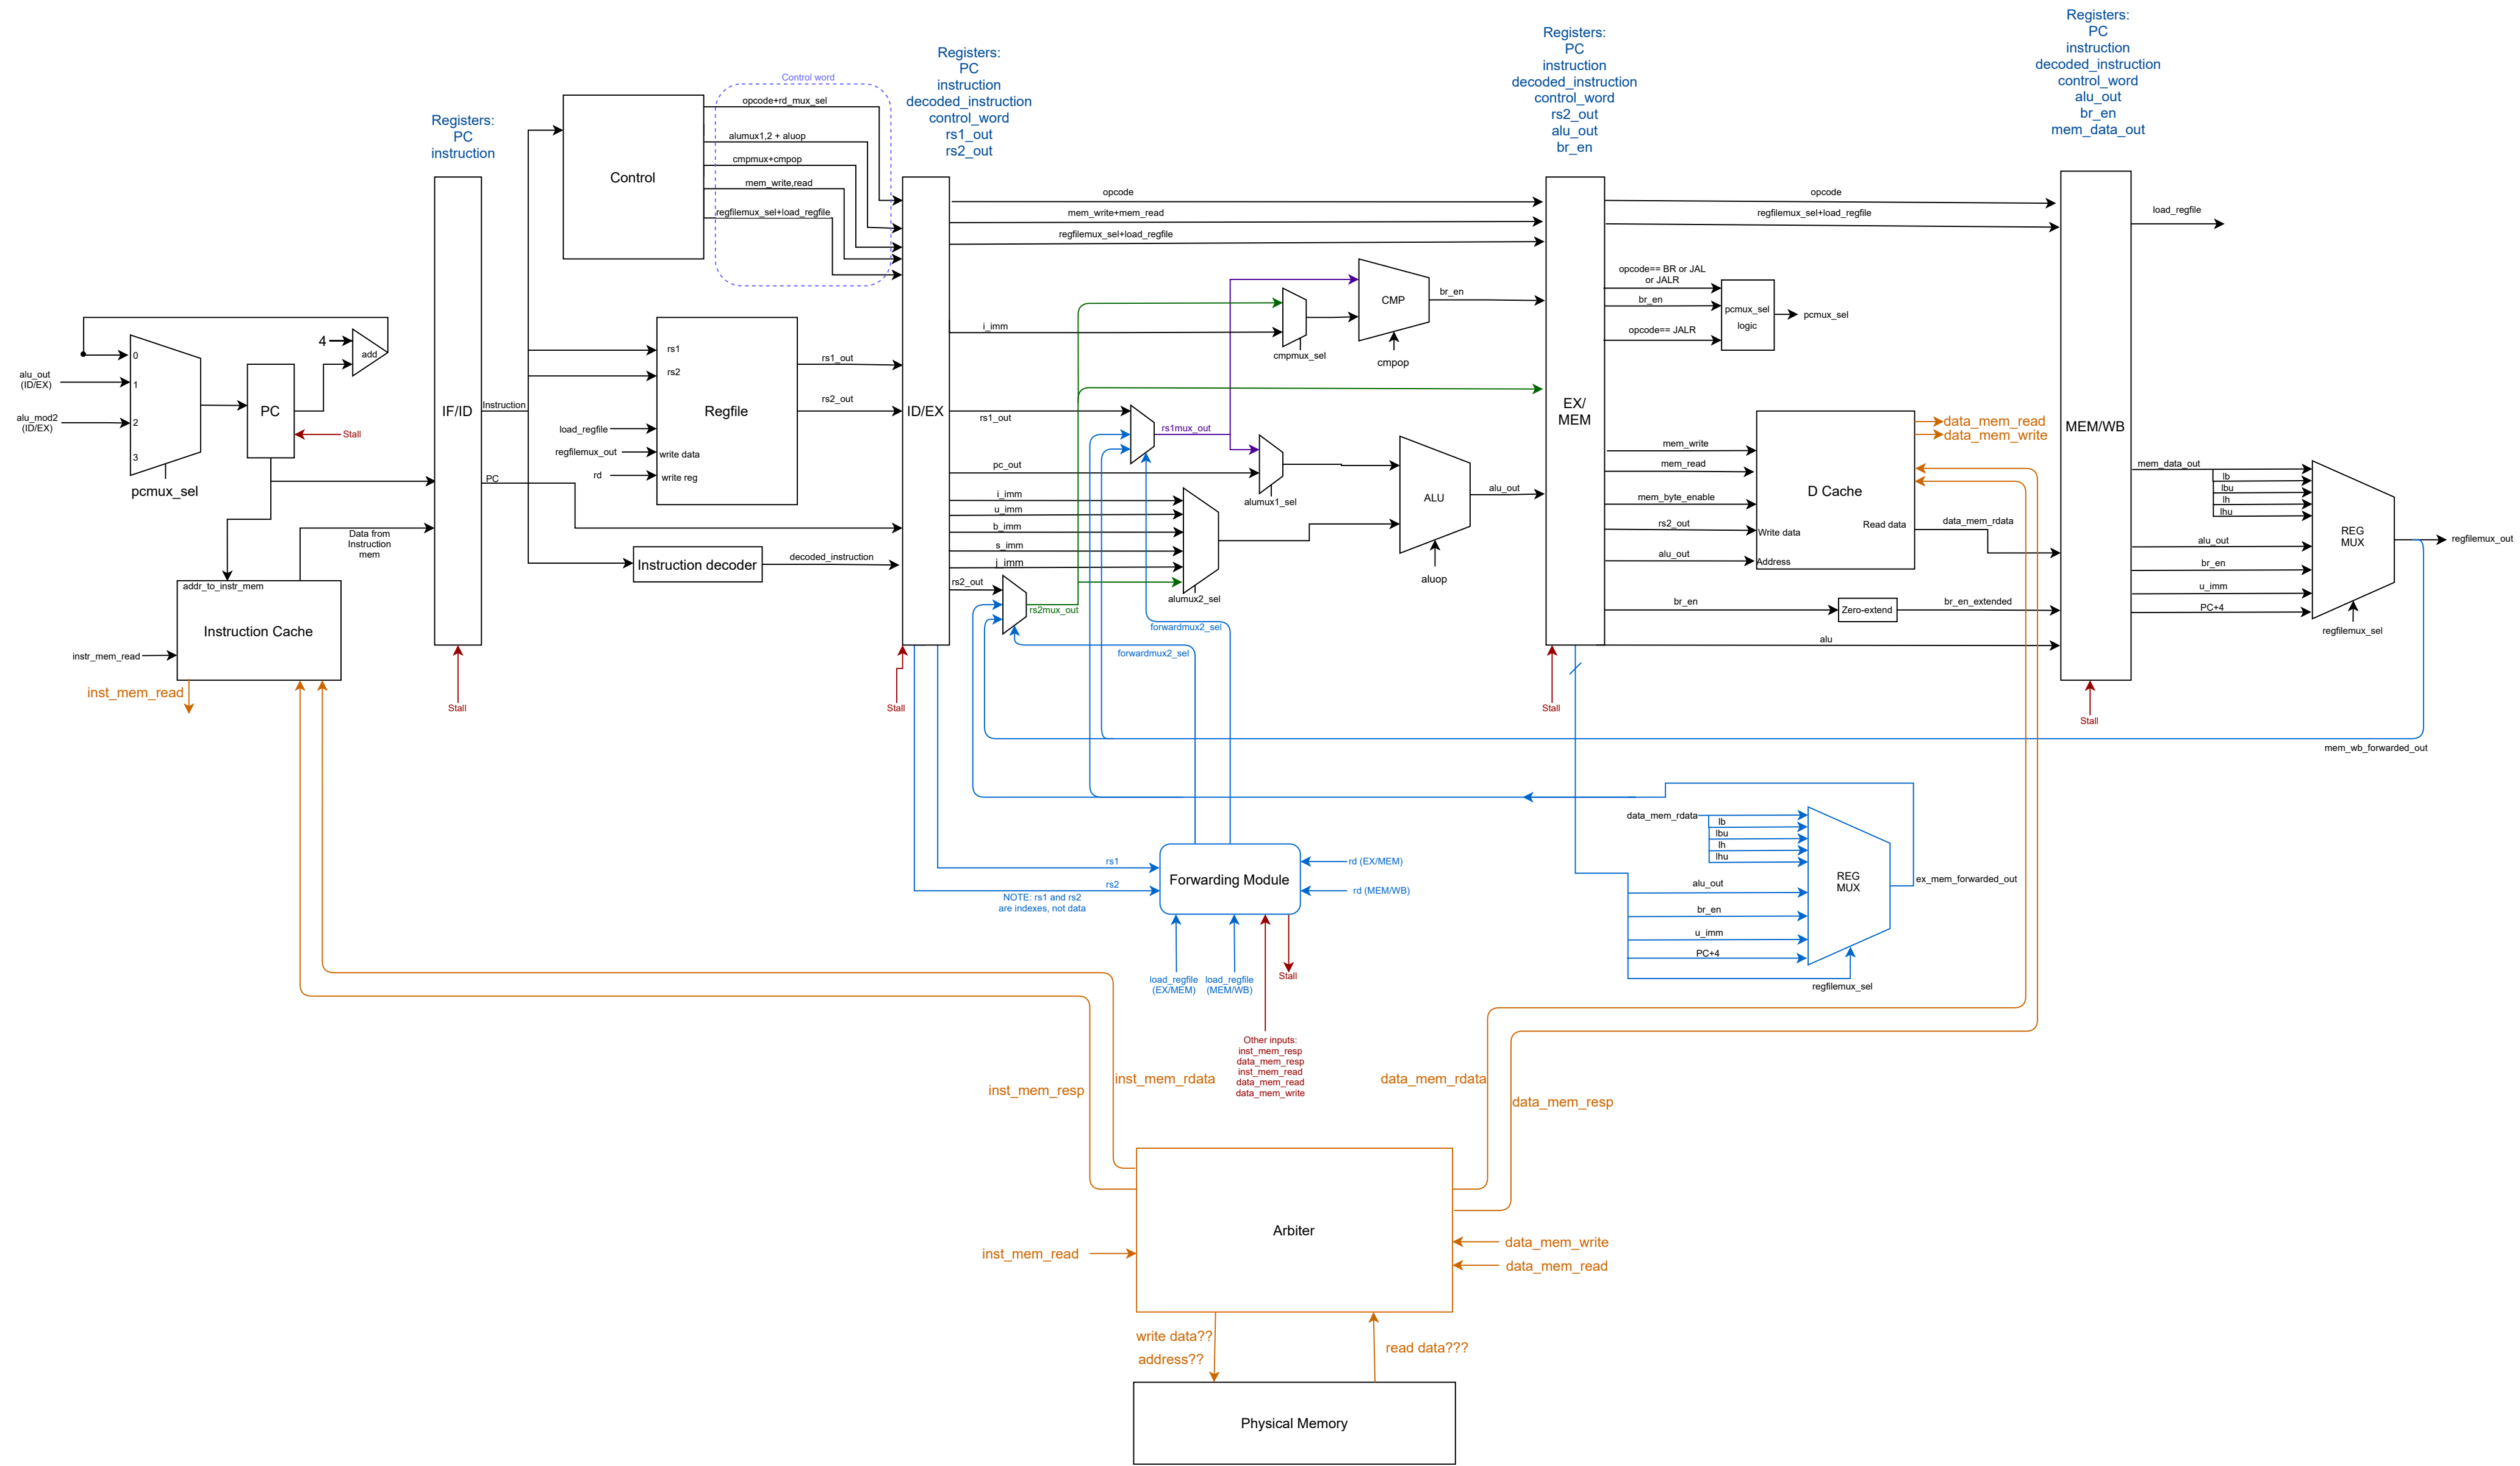 Registers:
PC
instruction
Registers:
PC
instruction
decoded_instruction
control_word
rs1_out
rs2_out
Registers:
PC
instruction
decoded_instruction
control_word
rs2_out
alu_out
br_en
Registers:
PC
instruction
decoded_instruction
control_word
alu_out
br_en
mem_data_out
Control word
Control
opcode+rd_mux_sel
alumux1,2 + aluop
cmpmux+cmpop
mem_write,read
regfilemux_sel+load_regfile
alu_out
(ID/EX)
alu_mod2
(ID/EX)
0
1
2
3
pcmux_sel
PC
4
add
Stall
addr_to_instr_mem
Instruction Cache
instr_mem_read
inst_mem_read
Data from
Instruction
mem
IF/ID
Stall
Instruction
PC
rs1
rs2
Regfile
load_regfile
regfilemux_out
rd
write data
write reg
rs1_out
rs2_out
Instruction decoder
decoded_instruction
ID/EX
Stall
opcode
mem_write+mem_read
regfilemux_sel+load_regfile
i_imm
cmpmux_sel
CMP
cmpop
br_en
rs1_out
rs1mux_out
pc_out
alumux1_sel
i_imm
u_imm
b_imm
s_imm
j_imm
rs2_out
rs2mux_out
alumux2_sel
ALU
aluop
alu_out
forwardmux2_sel
forwardmux2_sel
EX/
MEM
Stall
opcode
regfilemux_sel+load_regfile
opcode== BR or JAL
or JALR
br_en
opcode== JALR
pcmux_sel
logic
pcmux_sel
mem_write
mem_read
mem_byte_enable
rs2_out
alu_out
D Cache
Write data
Address
Read data
data_mem_read
data_mem_write
data_mem_rdata
br_en
Zero-extend
br_en_extended
alu
MEM/WB
Stall
load_regfile
mem_data_out
lb
lbu
lh
lhu
alu_out
br_en
u_imm
PC+4
REG
MUX
regfilemux_sel
regfilemux_out
mem_wb_forwarded_out
data_mem_rdata
lb
lbu
lh
lhu
alu_out
br_en
u_imm
PC+4
REG
MUX
regfilemux_sel
ex_mem_forwarded_out
rs1
rs2
NOTE: rs1 and rs2
are indexes, not data
Forwarding Module
rd (EX/MEM)
rd (MEM/WB)
load_regfile
(EX/MEM)
load_regfile
(MEM/WB)
Stall
Other inputs:
inst_mem_resp
data_mem_resp
inst_mem_read
data_mem_read
data_mem_write
inst_mem_resp
inst_mem_rdata
data_mem_rdata
data_mem_resp
Arbiter
inst_mem_read
data_mem_write
data_mem_read
write data??
address??
read data???
Physical Memory